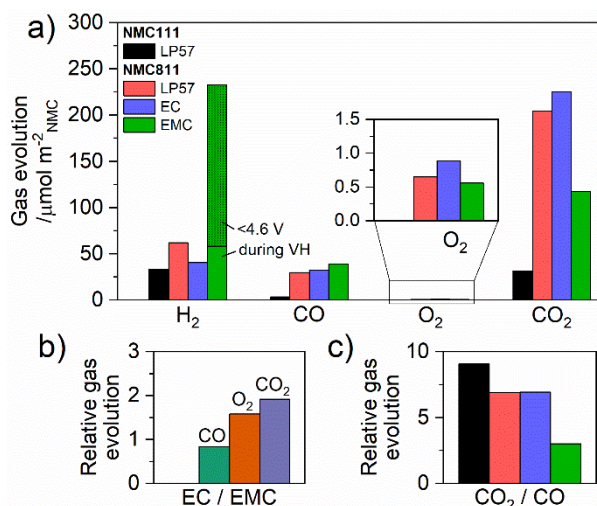 a)
Gas evolution
/μmol m⁻²NMC
300
250
200
150
100
50
0
NMC111
LP57
NMC811
LP57
EC
EMC
<4.6 V
during VH
1.5
1.0
0.5
0.0
O₂
H₂
CO
O₂
CO₂
b)
Relative gas
evolution
3
2
1
0
CO
O₂
CO₂
EC / EMC
c)
Relative gas
evolution
10
5
0
CO₂ / CO